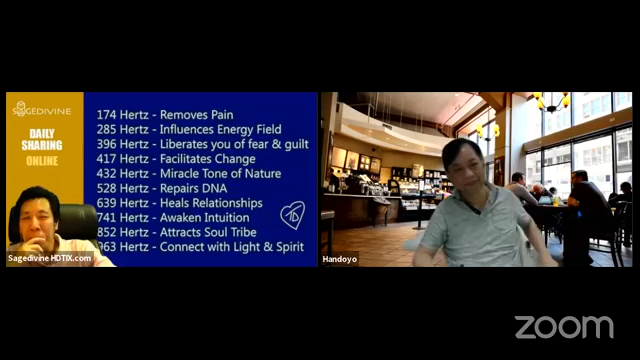 SAGEDIVINE
DAILY
SHARING
ONLINE
174 Hertz - Removes Pain
285 Hertz - Influences Energy Field
396 Hertz - Liberates you of fear & guilt
417 Hertz - Facilitates Change
432 Hertz - Miracle Tone of Nature
528 Hertz - Repairs DNA
639 Hertz - Heals Relationships
741 Hertz - Awaken Intuition
852 Hertz - Attracts Soul Tribe
963 Hertz - Connect with Light & Spirit
Sagedivine HDTIX.com
Handoyo
zoom